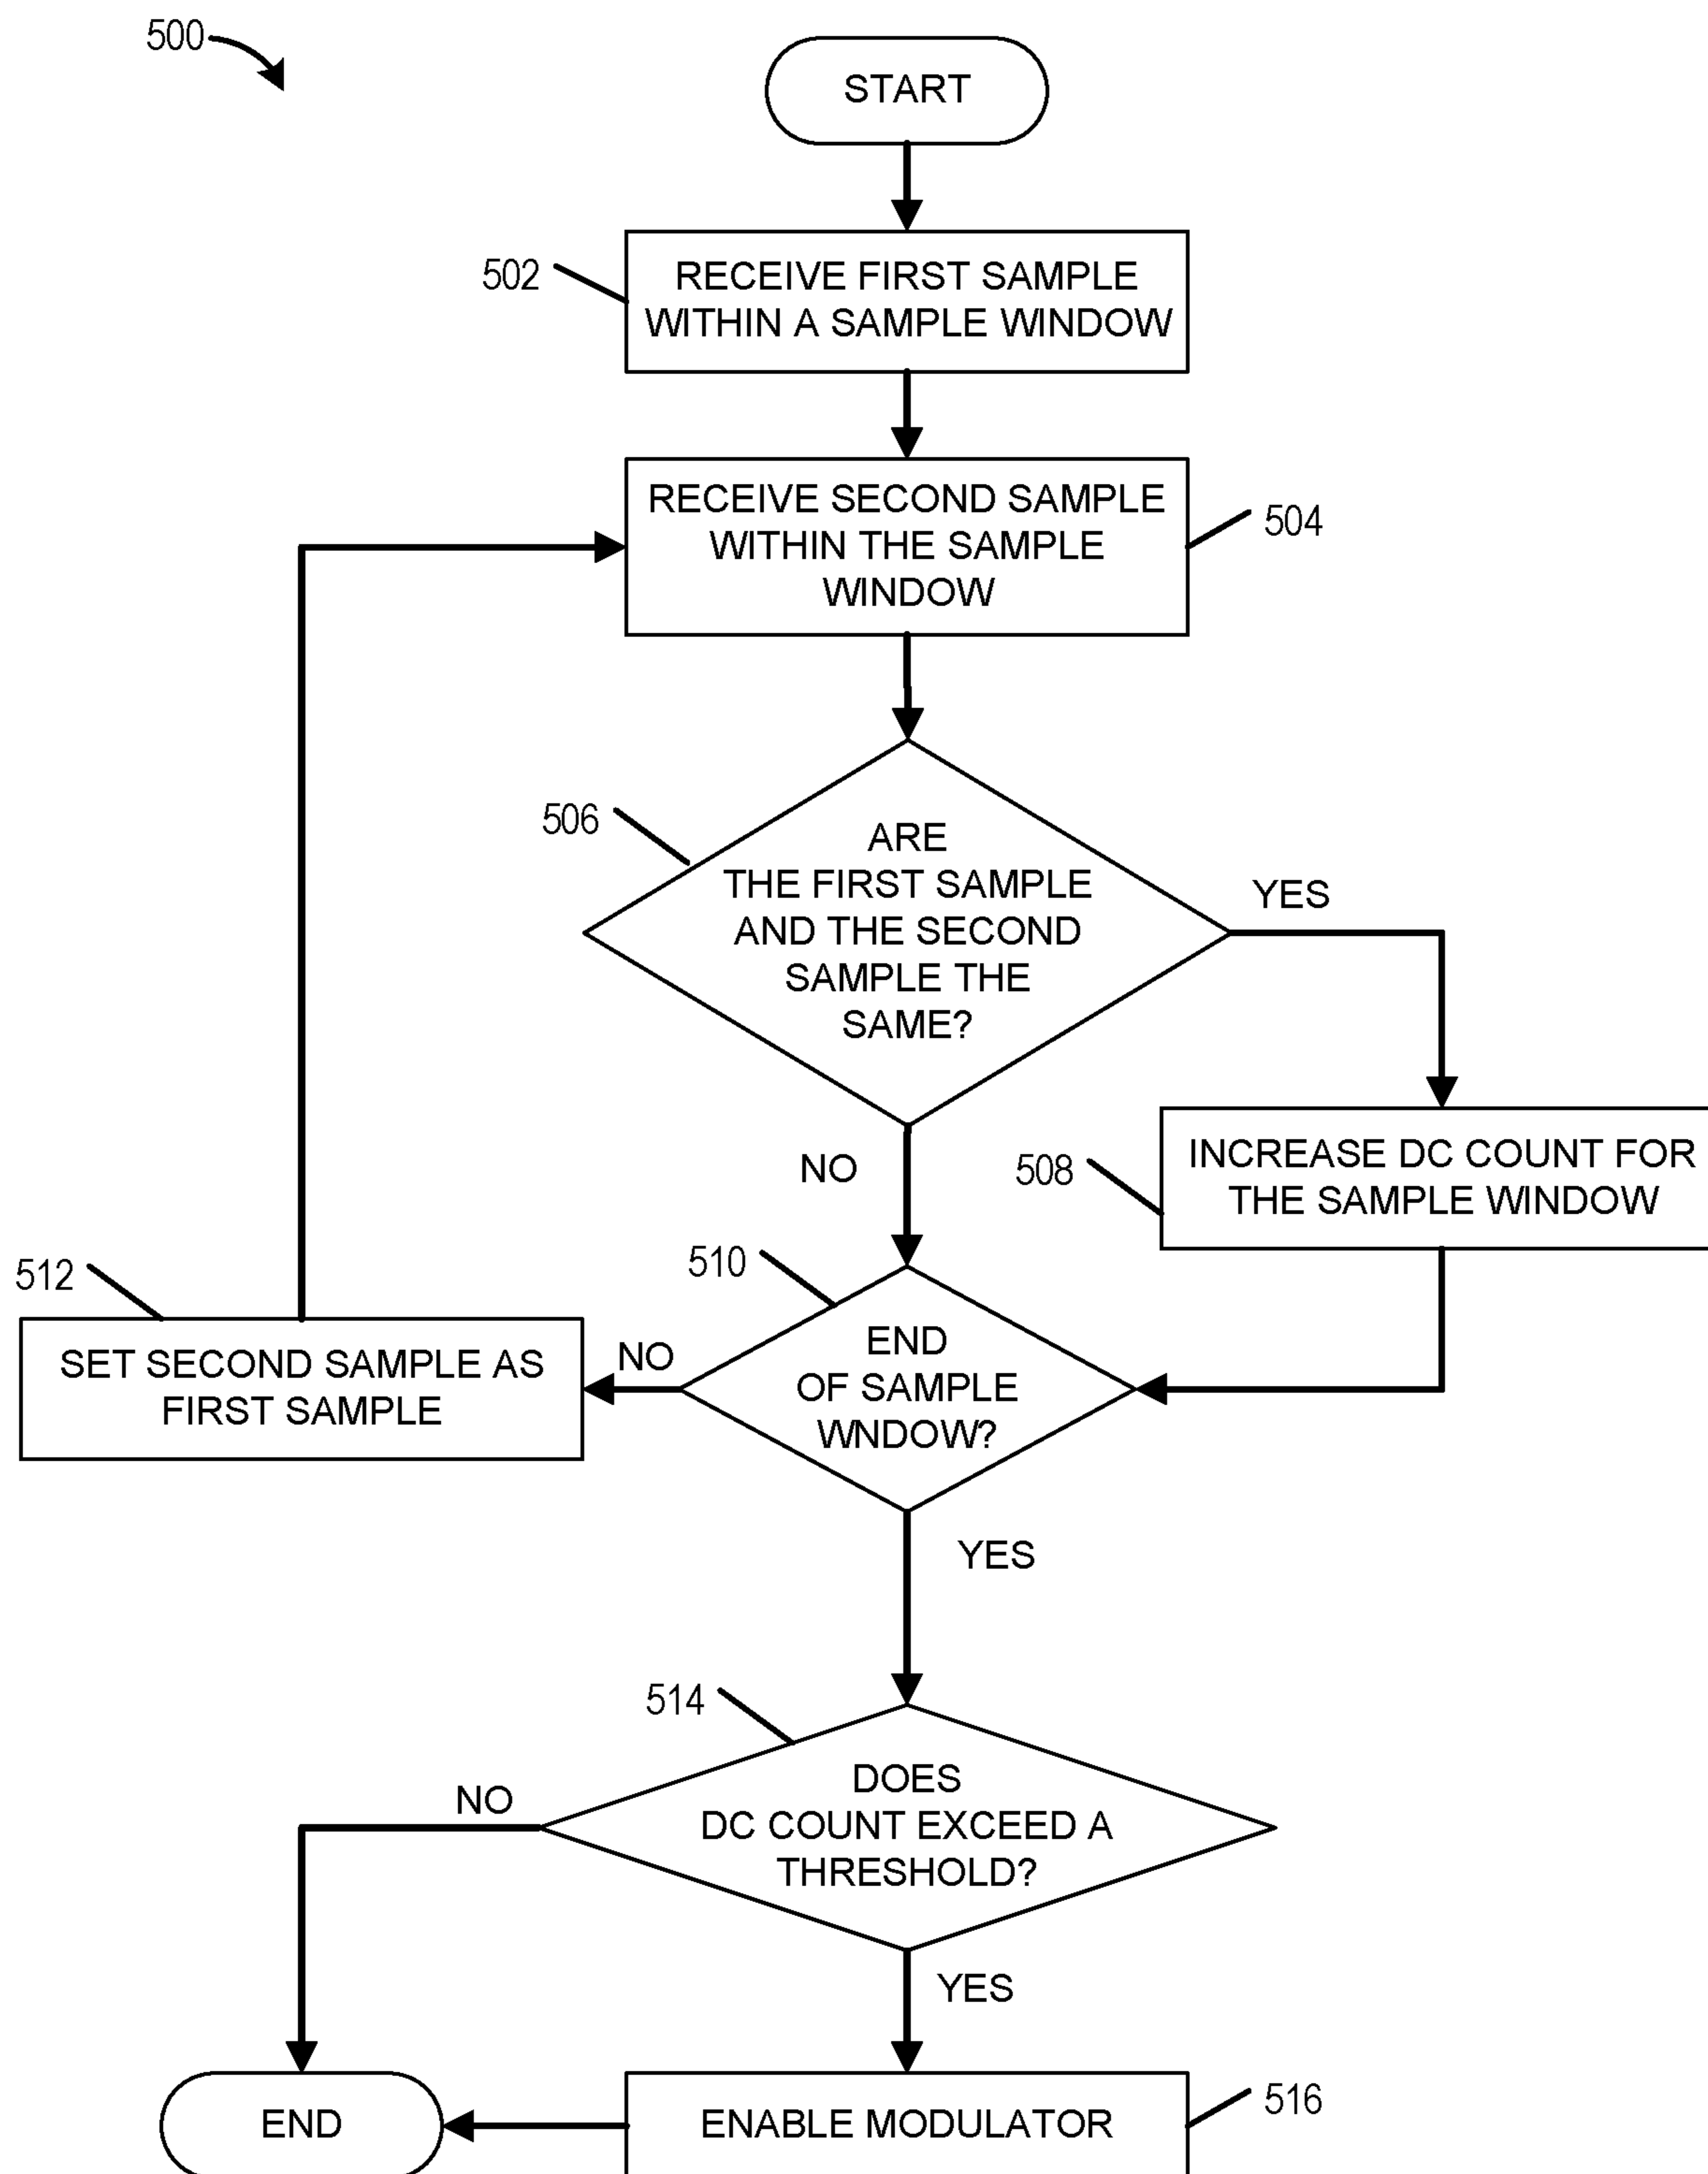 500
START
502
RECEIVE FIRST SAMPLE
WITHIN A SAMPLE WINDOW
RECEIVE SECOND SAMPLE
WITHIN THE SAMPLE
WINDOW
504
506
ARE
THE FIRST SAMPLE
AND THE SECOND
SAMPLE THE
SAME?
YES
NO
508
INCREASE DC COUNT FOR
THE SAMPLE WINDOW
510
END
OF SAMPLE
WNDOW?
NO
512
SET SECOND SAMPLE AS
FIRST SAMPLE
YES
514
DOES
DC COUNT EXCEED A
THRESHOLD?
NO
YES
END
ENABLE MODULATOR
516